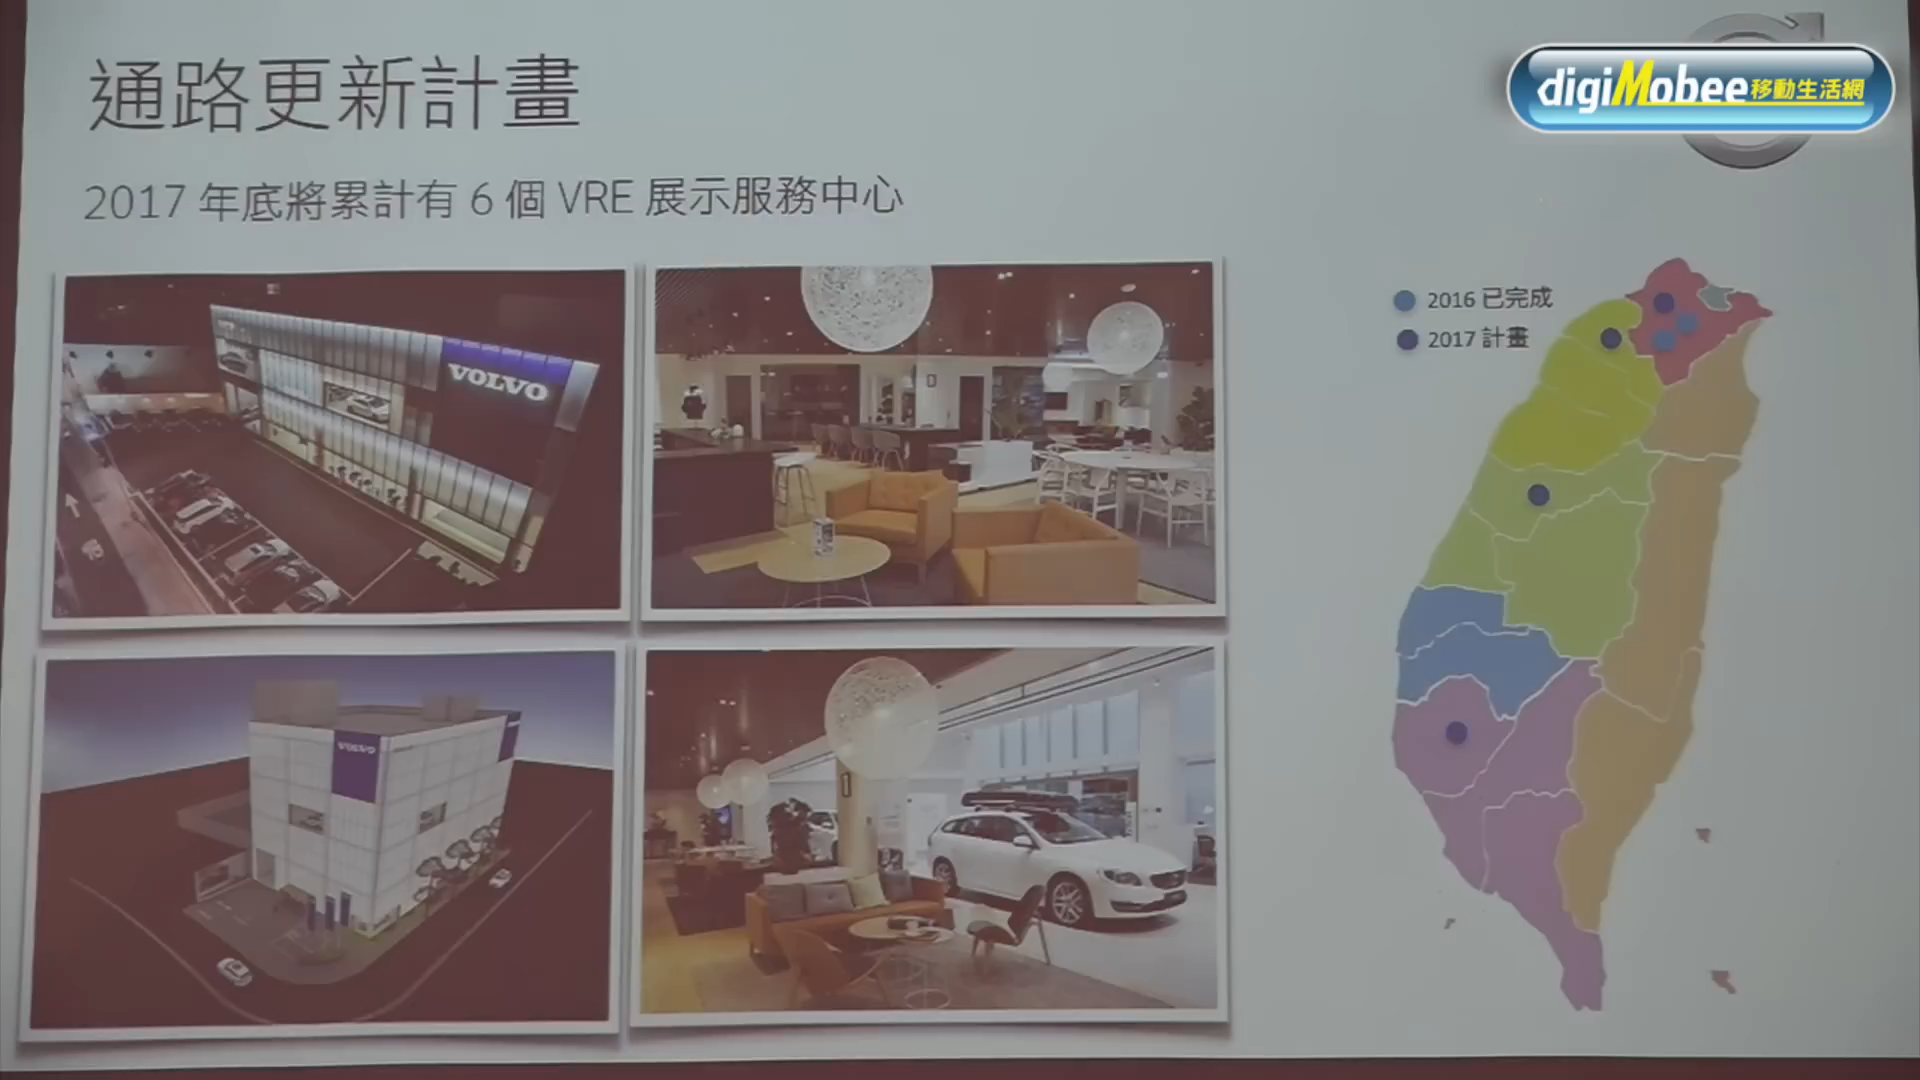 通路更新計畫
2017 年底將累計有 6 個 VRE 展示服務中心
digiMobee移動生活網
2016 已完成
2017 計畫
VOLVO
VOLVO